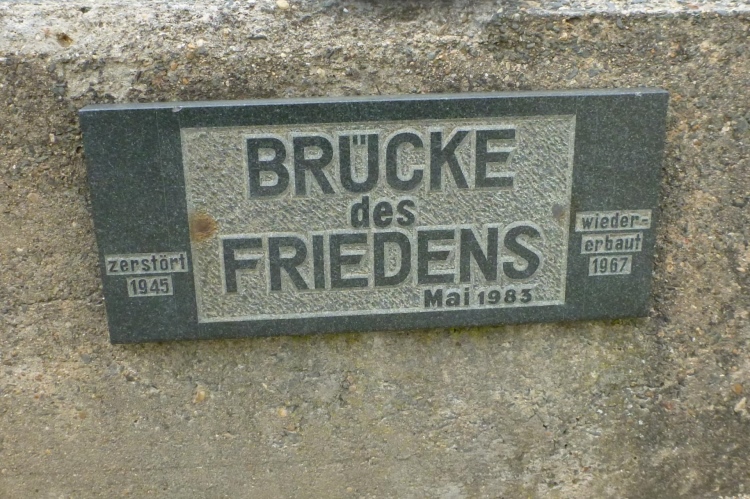 BRÜCKE
des
FRIEDENS
Mai 1983
zerstört
1945
wieder-
erbaut
1967